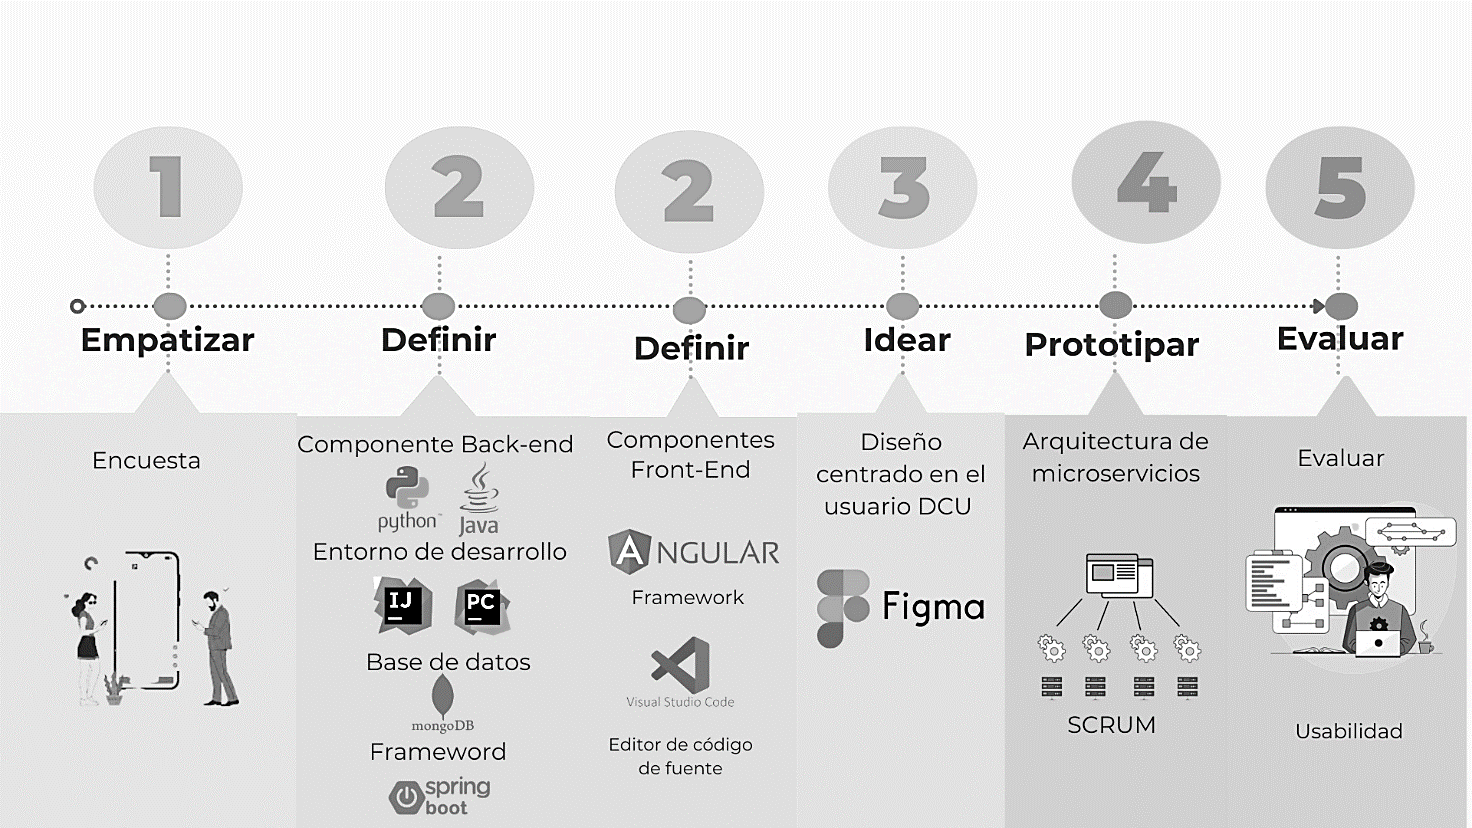 1
Empatizar
Encuesta
2
Definir
Componente Back-end
python™
Java
Entorno de desarrollo
IJ
PC
Base de datos
mongoDB
Frameword
spring
boot
2
Definir
Componentes
Front-End
ANGULAR
Framework
Visual Studio Code
Editor de código
de fuente
3
Idear
Diseño
centrado en el
usuario DCU
Figma
4
Prototipar
Arquitectura de
microservicios
SCRUM
5
Evaluar
Evaluar
Usabilidad